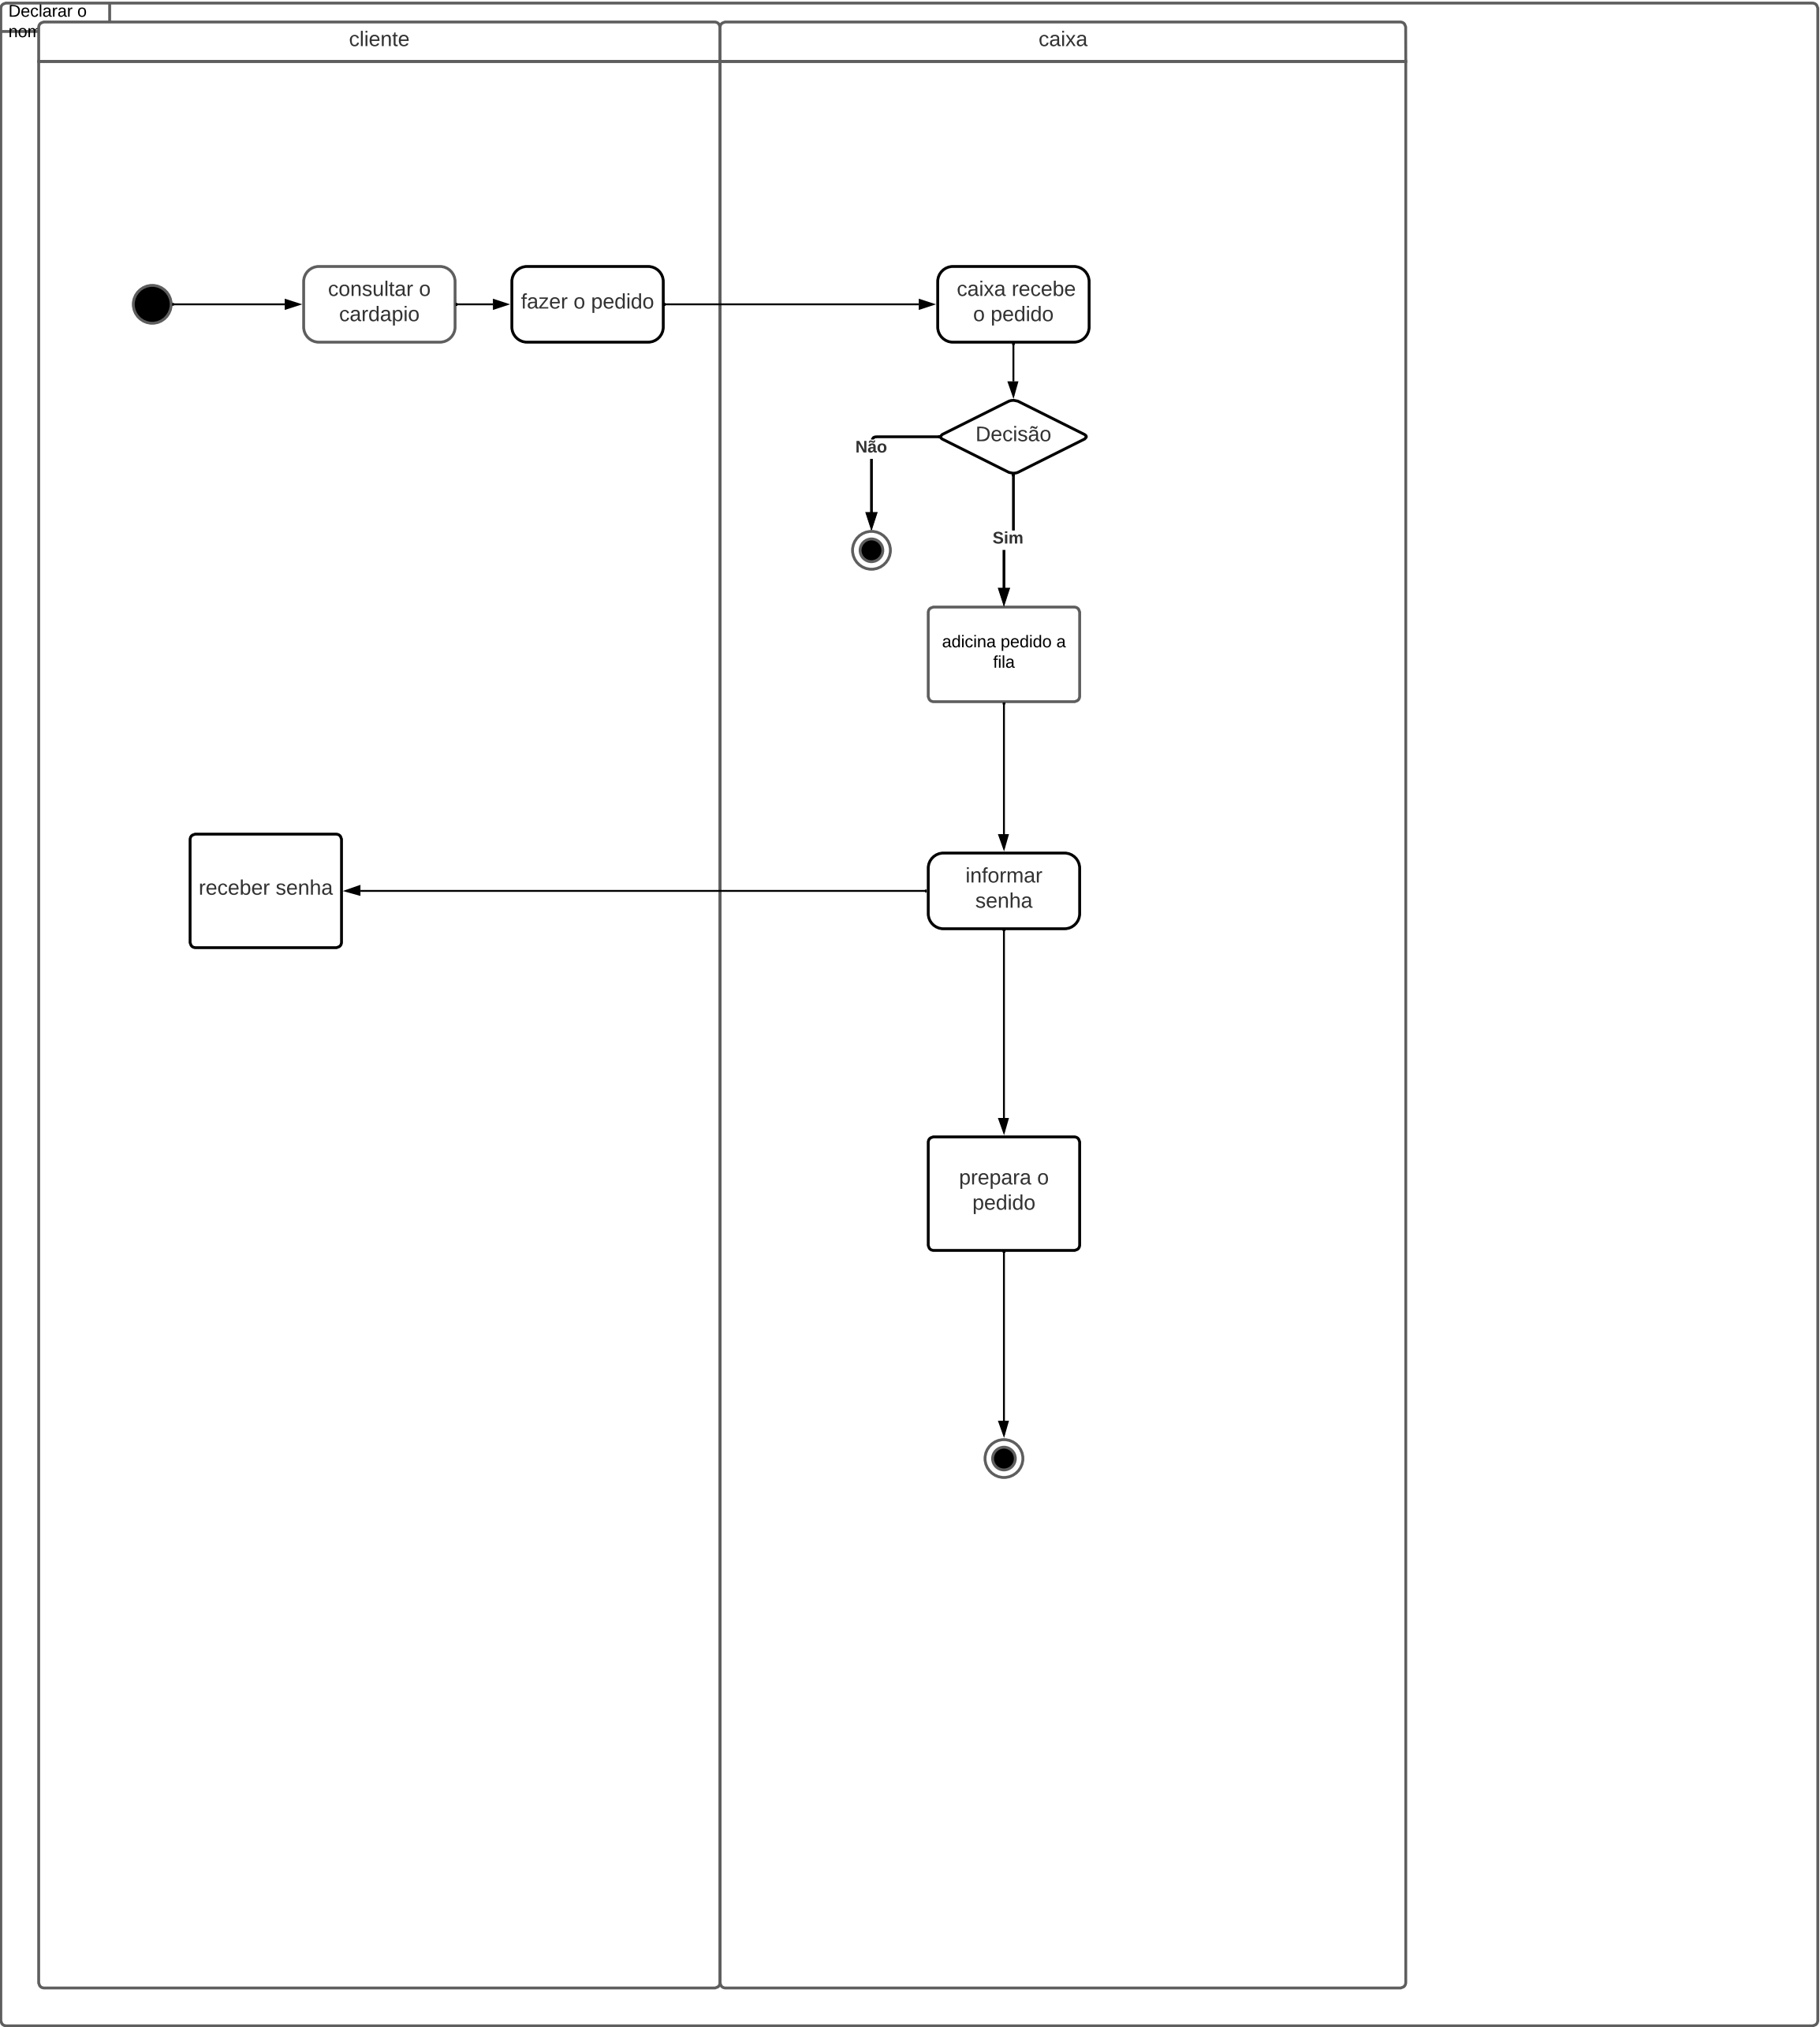 Declarar o
nom
cliente
caixa
consultar o
cardapio
fazer o pedido
caixa recebe
o pedido
Decisão
Não
Sim
adicina pedido a
fila
receber senha
informar
senha
prepara o
pedido